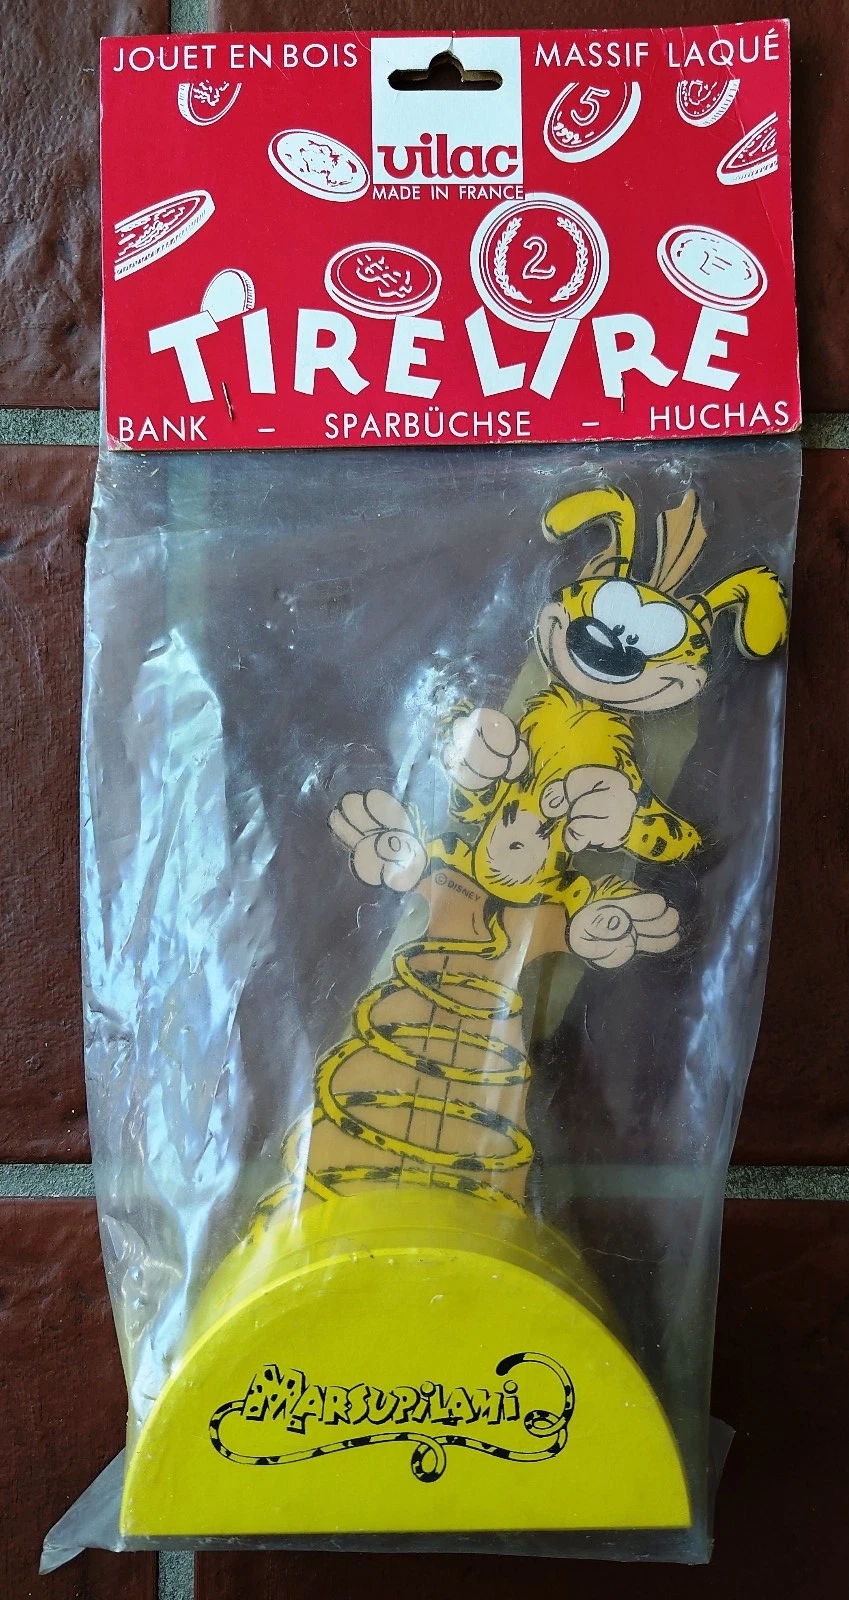 JOUET EN BOIS MASSIF LAQUÉ
vilac
MADE IN FRANCE
5
2
TIRELIRE
BANK – SPARBÜCHSE – HUCHAS
©DISNEY
MARSUPILAMI